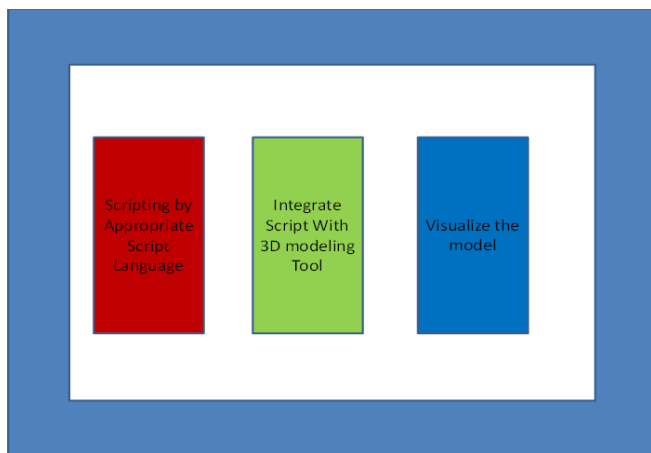 Scripting by
Appropriate
Script
Language
Integrate
Script With
3D modeling
Tool
Visualize the
model